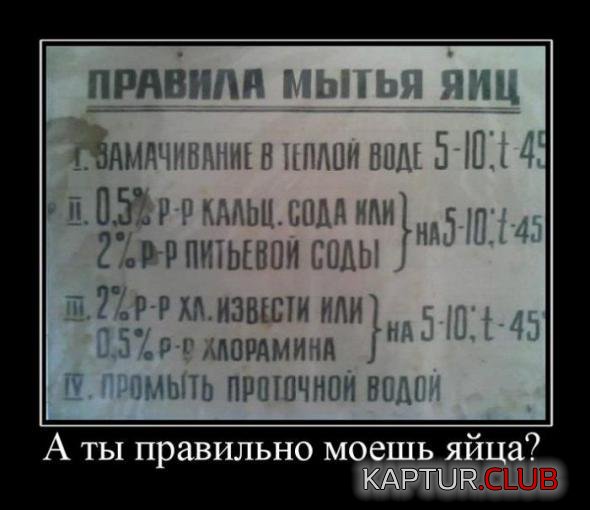 ПРАВИЛА МЫТЬЯ ЯИЦ
I. ЗАМАЧИВАНИЕ В ТЕПЛОЙ ВОДЕ 5-10', t-45
II. 0,5% Р-Р КАЛЬЦ. СОДА ИЛИ
2% Р-Р ПИТЬЕВОЙ СОДЫ } НА 5-10', t-45
III. 2% Р-Р ХЛ. ИЗВЕСТИ ИЛИ
0,5% Р-Р ХЛОРАМИНА } НА 5-10', t-45°
IV. ПРОМЫТЬ ПРОТОЧНОЙ ВОДОЙ
А ты правильно моешь яйца?
KAPTUR.CLUB